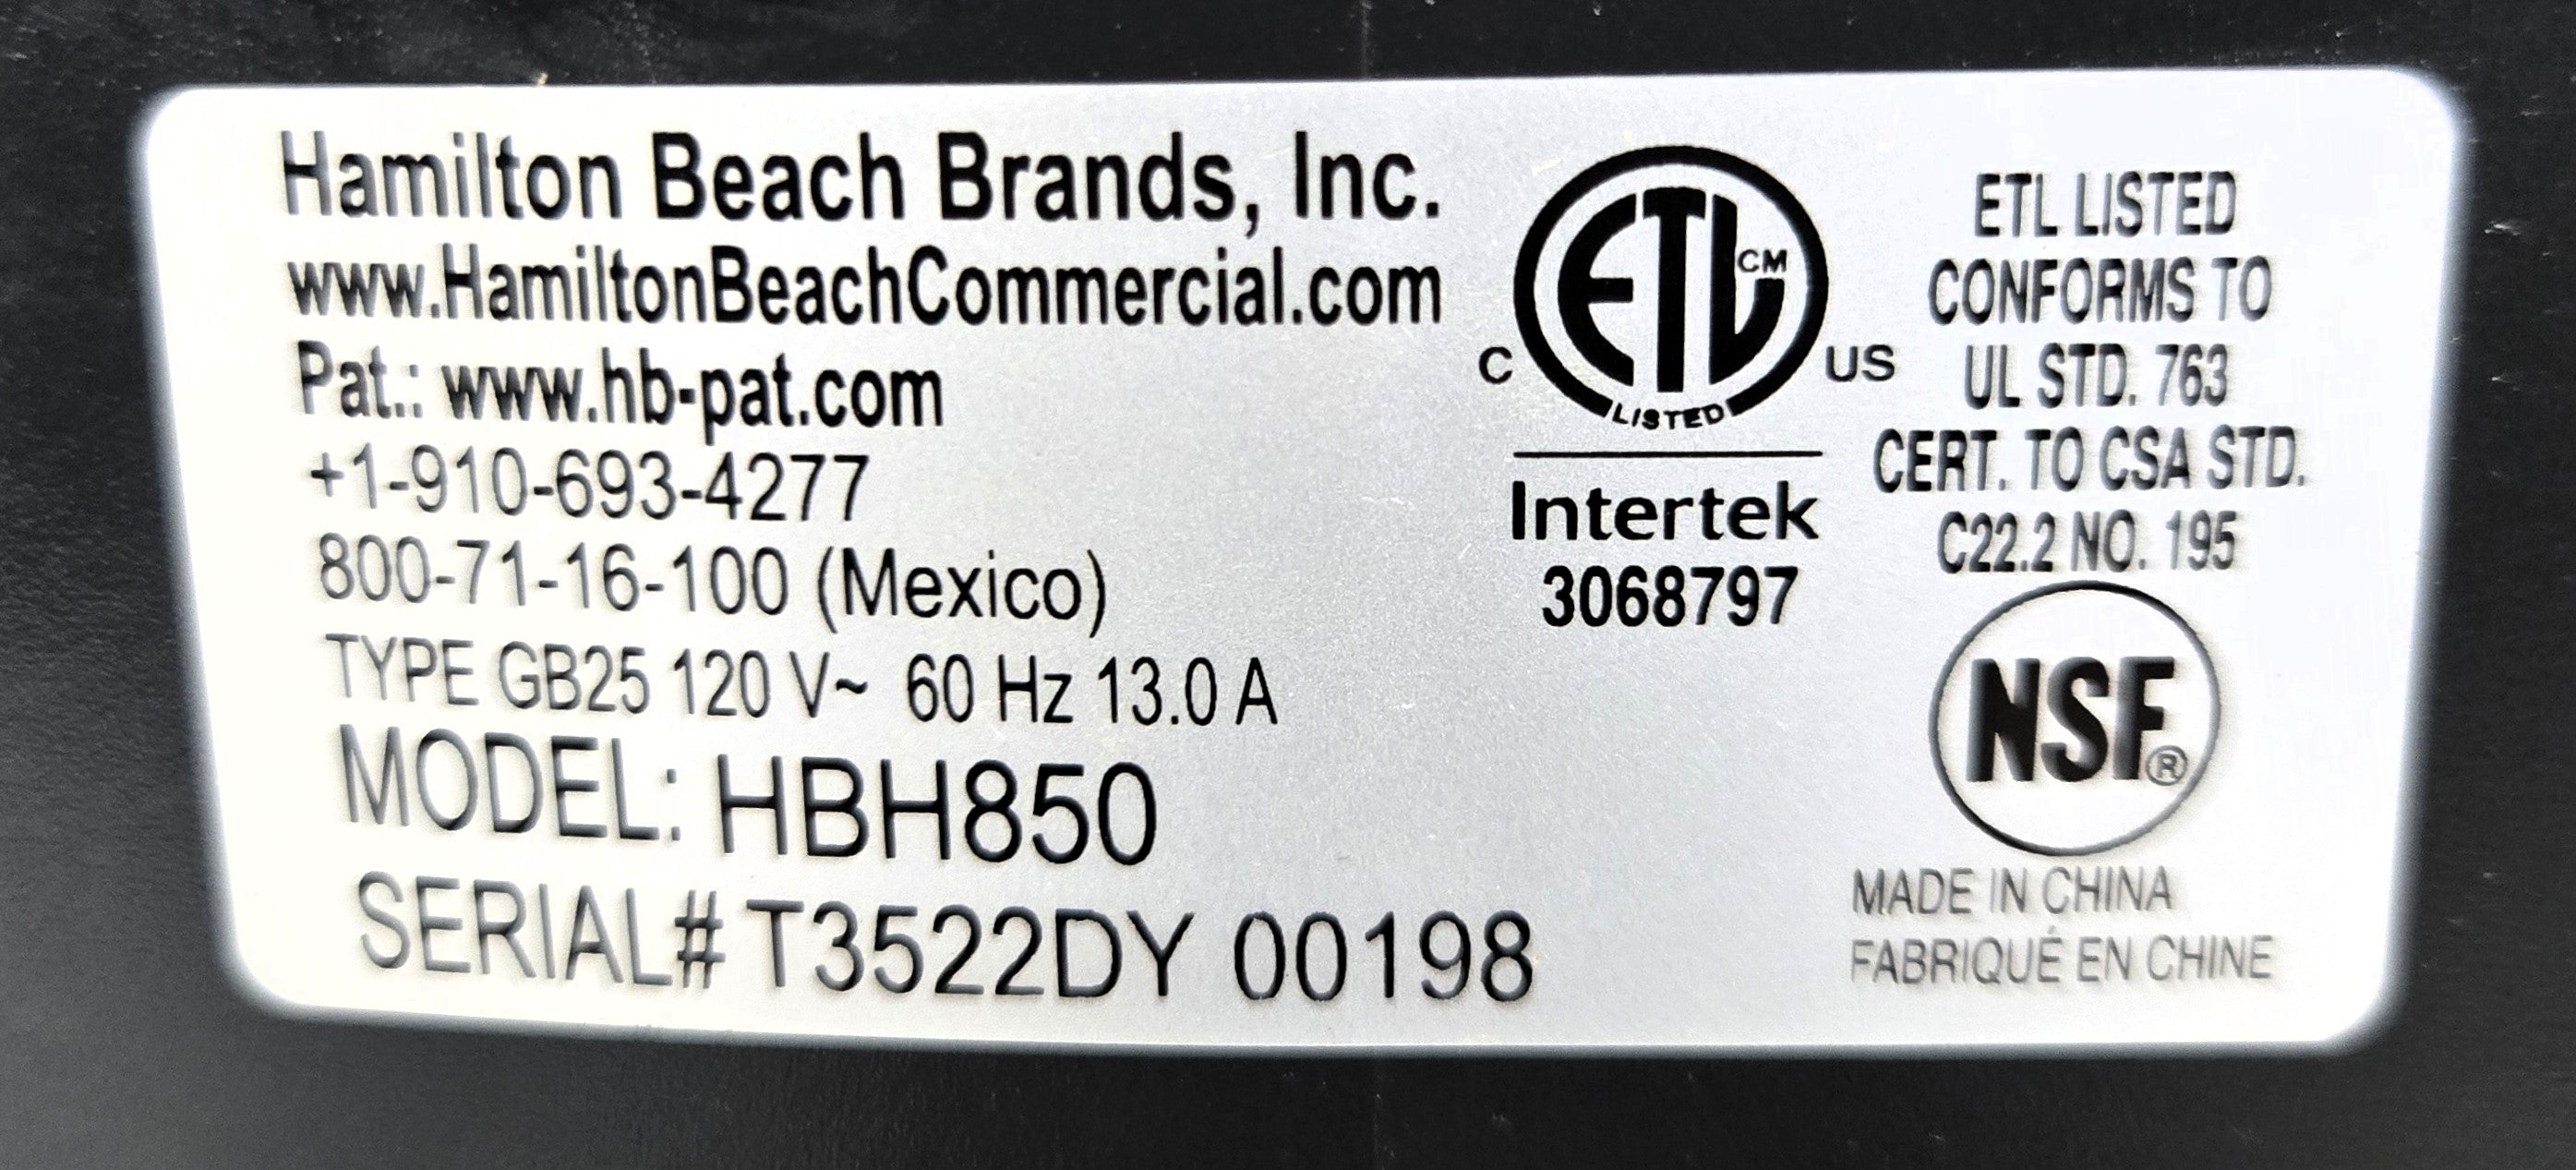 Hamilton Beach Brands, Inc.
www.HamiltonBeachCommercial.com
Pat.: www.hb-pat.com
+1-910-693-4277
800-71-16-100 (Mexico)
TYPE GB25 120 V~ 60 Hz 13.0 A
MODEL: HBH850
SERIAL# T3522DY 00198
ETL CM
C US
LISTED
Intertek
3068797
ETL LISTED
CONFORMS TO
UL STD. 763
CERT. TO CSA STD.
C22.2 NO. 195
NSF®
MADE IN CHINA
FABRIQUÉ EN CHINE